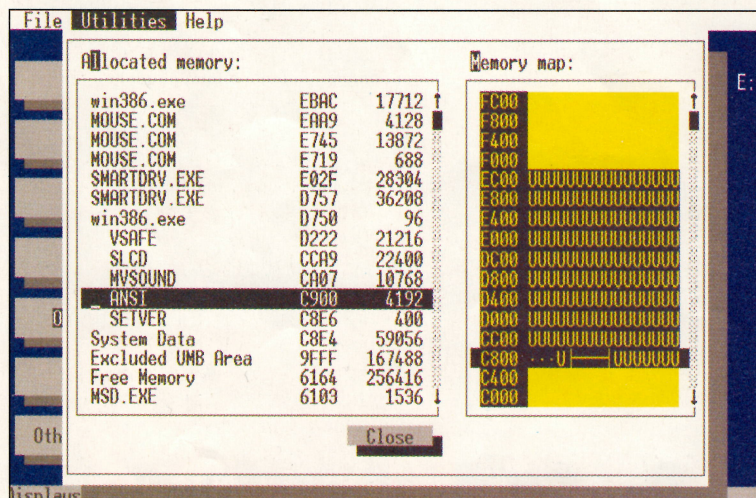 File Utilities Help
Allocated memory:
Memory map:
E:
win386.exe EBAC 17712
MOUSE.COM EAA9 4128
MOUSE.COM E745 13872
MOUSE.COM E719 688
SMARTDRV.EXE E02F 28304
SMARTDRV.EXE D757 36208
win386.exe D750 96
VSAFE D222 21216
SLCD CCA9 22400
MVSOUND CA07 10768
ANSI C900 4192
SETVER C8E6 400
System Data C8E4 59056
Excluded UMB Area 9FFF 167488
Free Memory 6164 256416
MSD.EXE 6103 1536
FC00
F800
F400
F000
EC00 UUUUUUUUUUUUUUUU
E800 UUUUUUUUUUUUUUUU
E400 UUUUUUUUUUUUUUUU
E000 UUUUUUUUUUUUUUUU
DC00 UUUUUUUUUUUUUUUU
D800 UUUUUUUUUUUUUUUU
D400 UUUUUUUUUUUUUUUU
D000 UUUUUUUUUUUUUUUU
CC00 UUUUUUUUUUUUUUUU
C800 ...U├──┤UUUUUUU
C400
C000
O
Oth
Close
Displays